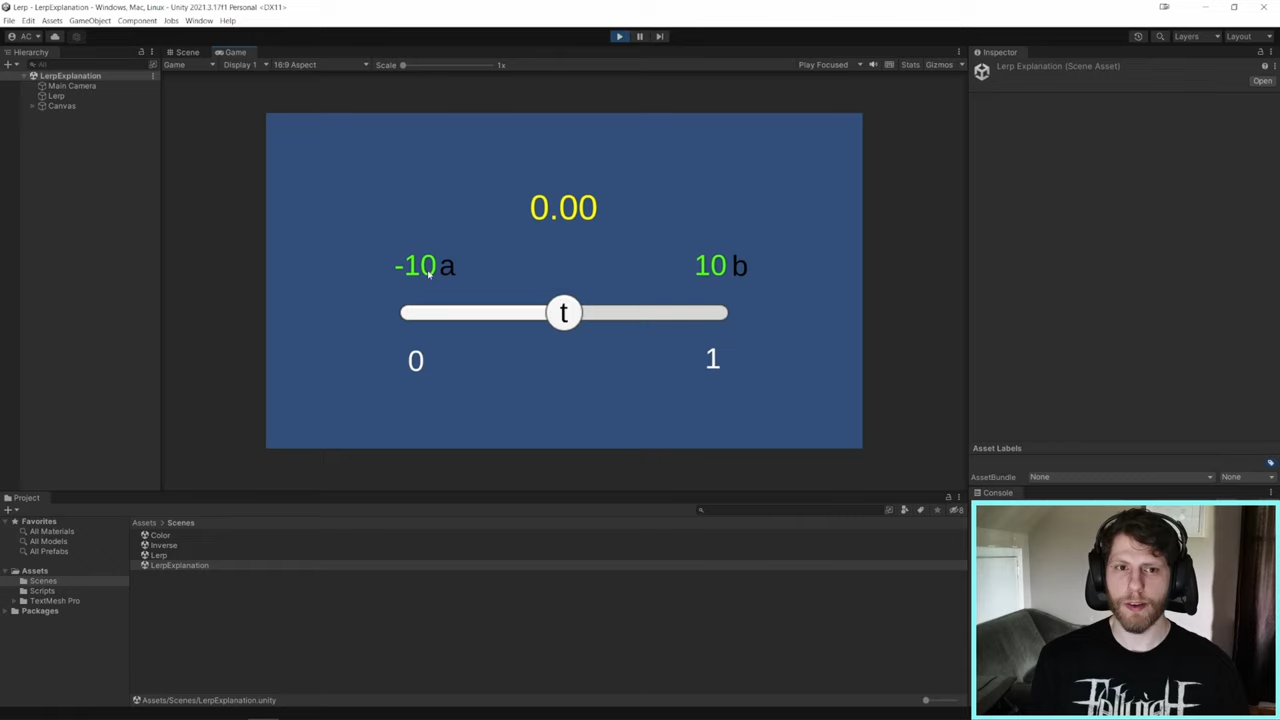 Lerp - LerpExplanation - Windows, Mac, Linux - Unity 2021.3.17f1 Personal <DX11>
File Edit Assets GameObject Component Jobs Window Help
AC Layers Layout
Hierarchy Scene Game Inspector
All Game Display 1 16:9 Aspect Scale 1x Play Focused Stats Gizmos
LerpExplanation
Main Camera
Lerp
Canvas
Lerp Explanation (Scene Asset)
Open
0.00
-10 a 10 b
t
0 1
Asset Labels
AssetBundle None None
Project Console
8
Favorites
All Materials
All Models
All Prefabs
Assets
Scenes
Scripts
TextMesh Pro
Packages
Assets > Scenes
Color
Inverse
Lerp
LerpExplanation
Assets/Scenes/LerpExplanation.unity